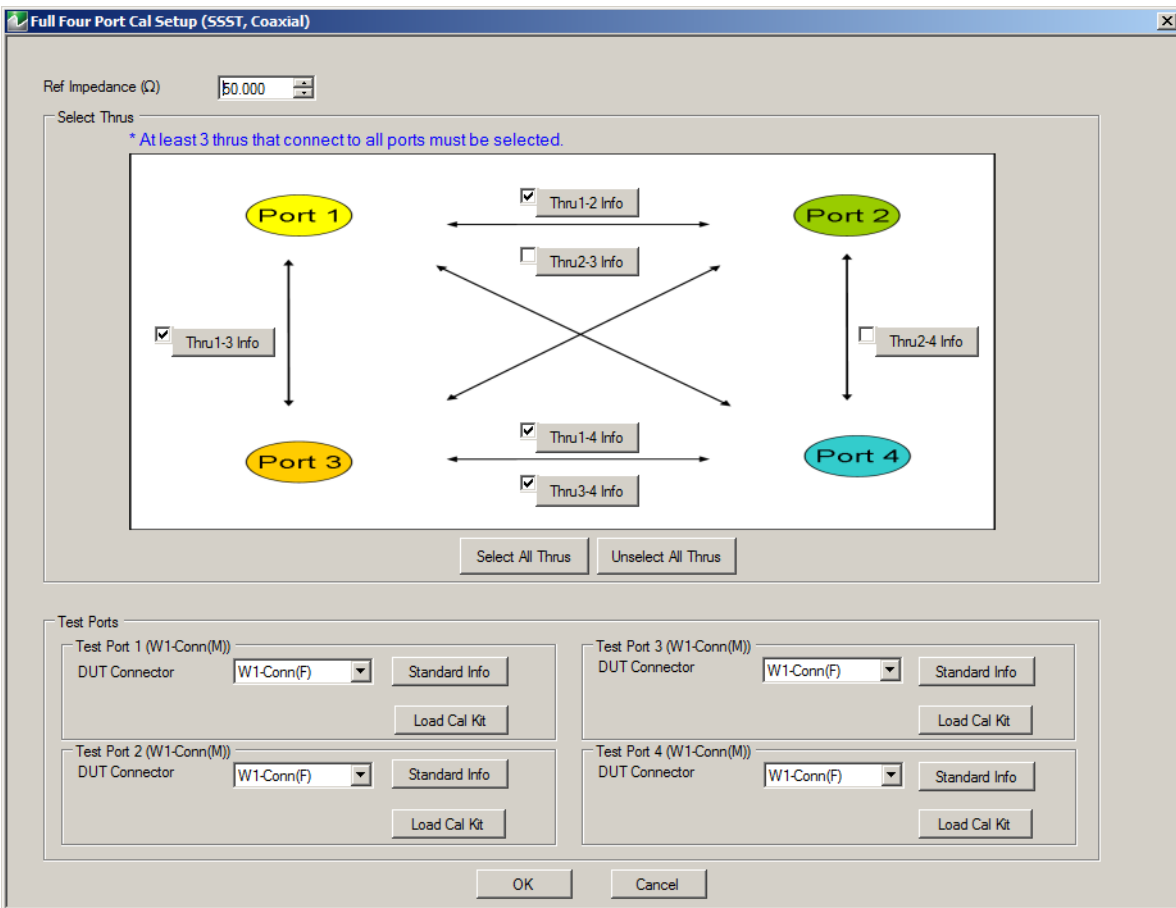 Full Four Port Cal Setup (SSST, Coaxial)
Ref Impedance (Ω) 50.000
Select Thrus
* At least 3 thrus that connect to all ports must be selected.
Port 1
Thru1-2 Info
Port 2
Thru2-3 Info
Thru1-3 Info
Thru2-4 Info
Port 3
Thru1-4 Info
Port 4
Thru3-4 Info
Select All Thrus
Unselect All Thrus
Test Ports
Test Port 1 (W1-Conn(M))
DUT Connector W1-Conn(F) Standard Info
Load Cal Kit
Test Port 3 (W1-Conn(M))
DUT Connector W1-Conn(F) Standard Info
Load Cal Kit
Test Port 2 (W1-Conn(M))
DUT Connector W1-Conn(F) Standard Info
Load Cal Kit
Test Port 4 (W1-Conn(M))
DUT Connector W1-Conn(F) Standard Info
Load Cal Kit
OK
Cancel